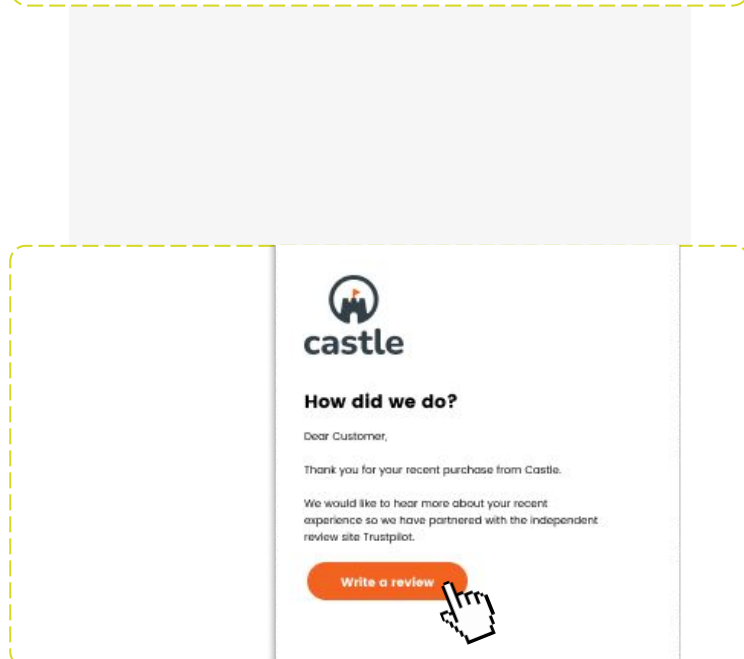 castle
How did we do?
Dear Customer,
Thank you for your recent purchase from Castle.
We would like to hear more about your recent
experience so we have partnered with the independent
review site Trustpilot.
Write a review